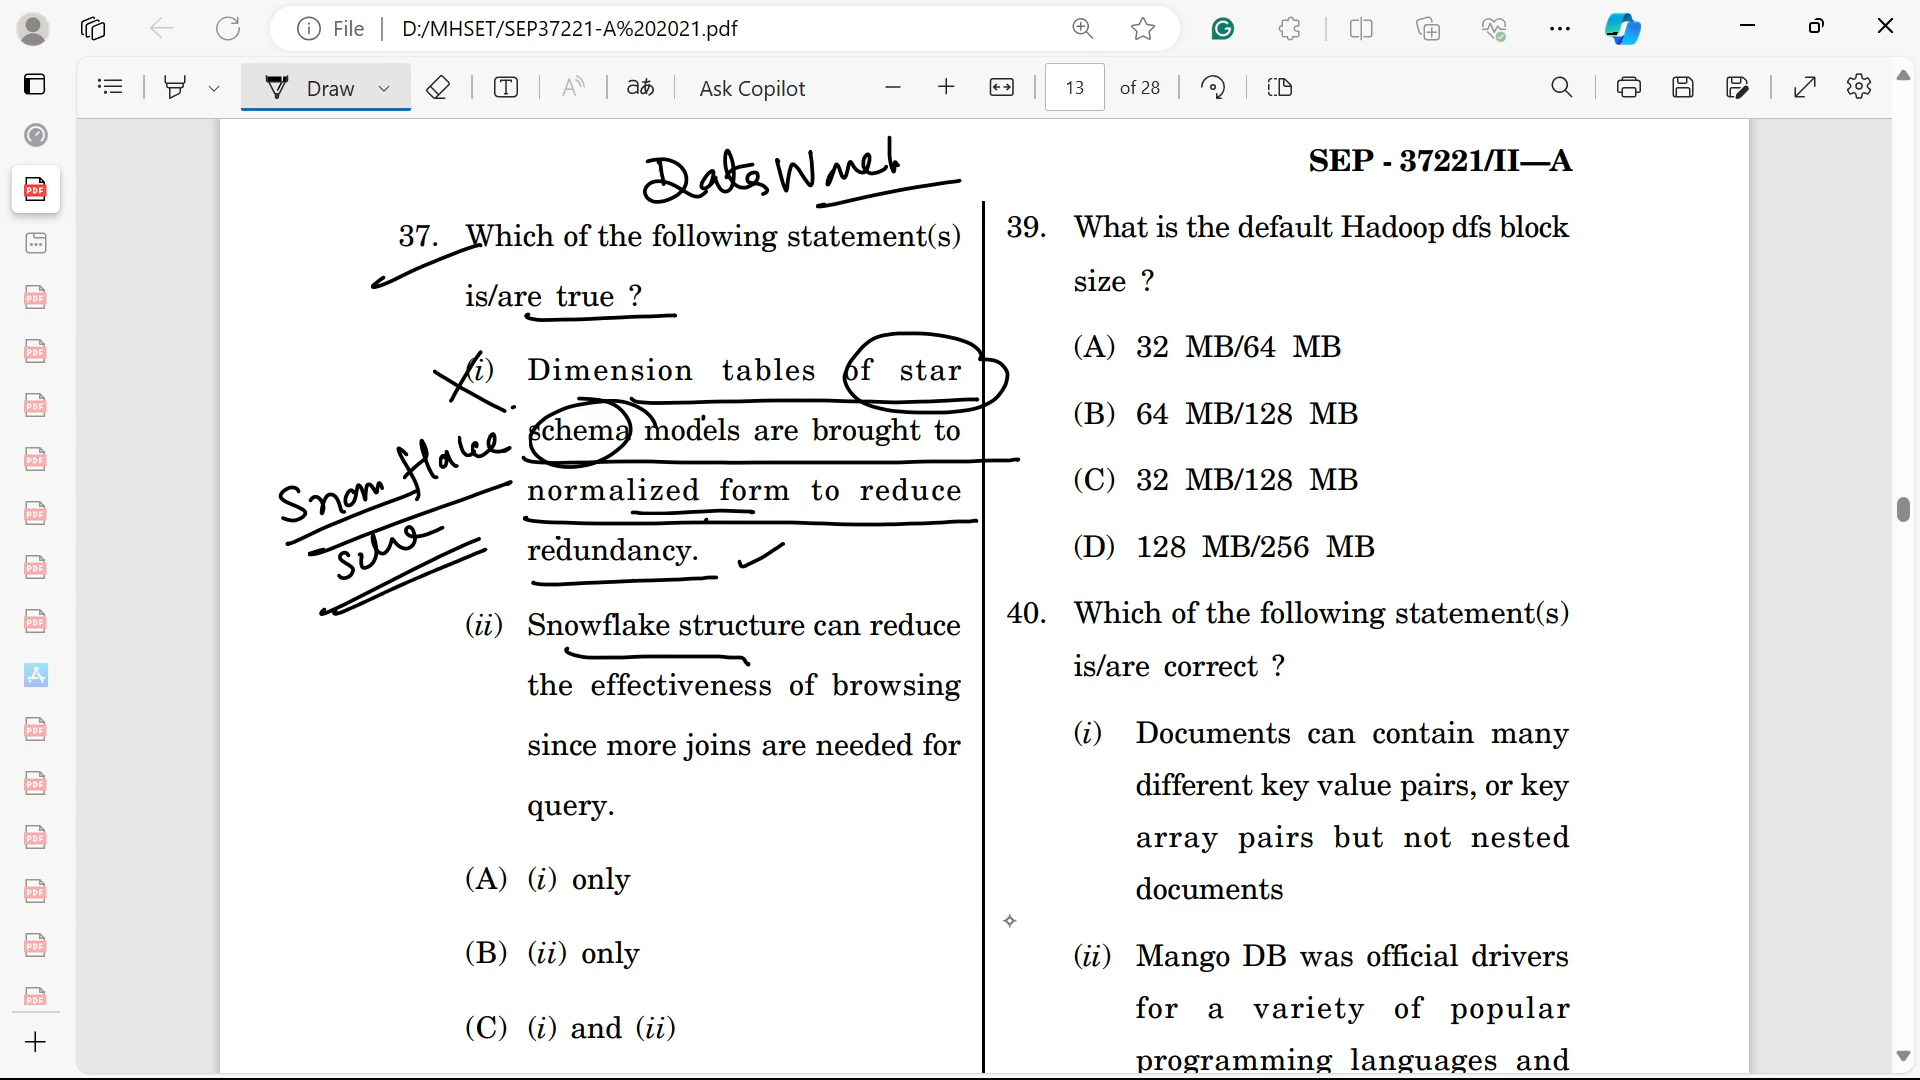 File
D:/MHSET/SEP37221-A%202021.pdf
Draw
Ask Copilot
13 of 28
SEP - 37221/II—A
37. Which of the following statement(s)
is/are true ?
(i) Dimension tables of star
schema models are brought to
normalized form to reduce
redundancy.
Snow flake
(ii) Snowflake structure can reduce
the effectiveness of browsing
since more joins are needed for
query.
(A) (i) only
(B) (ii) only
(C) (i) and (ii)
39. What is the default Hadoop dfs block
size ?
(A) 32 MB/64 MB
(B) 64 MB/128 MB
(C) 32 MB/128 MB
(D) 128 MB/256 MB
40. Which of the following statement(s)
is/are correct ?
(i) Documents can contain many
different key value pairs, or key
array pairs but not nested
documents
(ii) Mango DB was official drivers
for a variety of popular
programming languages and